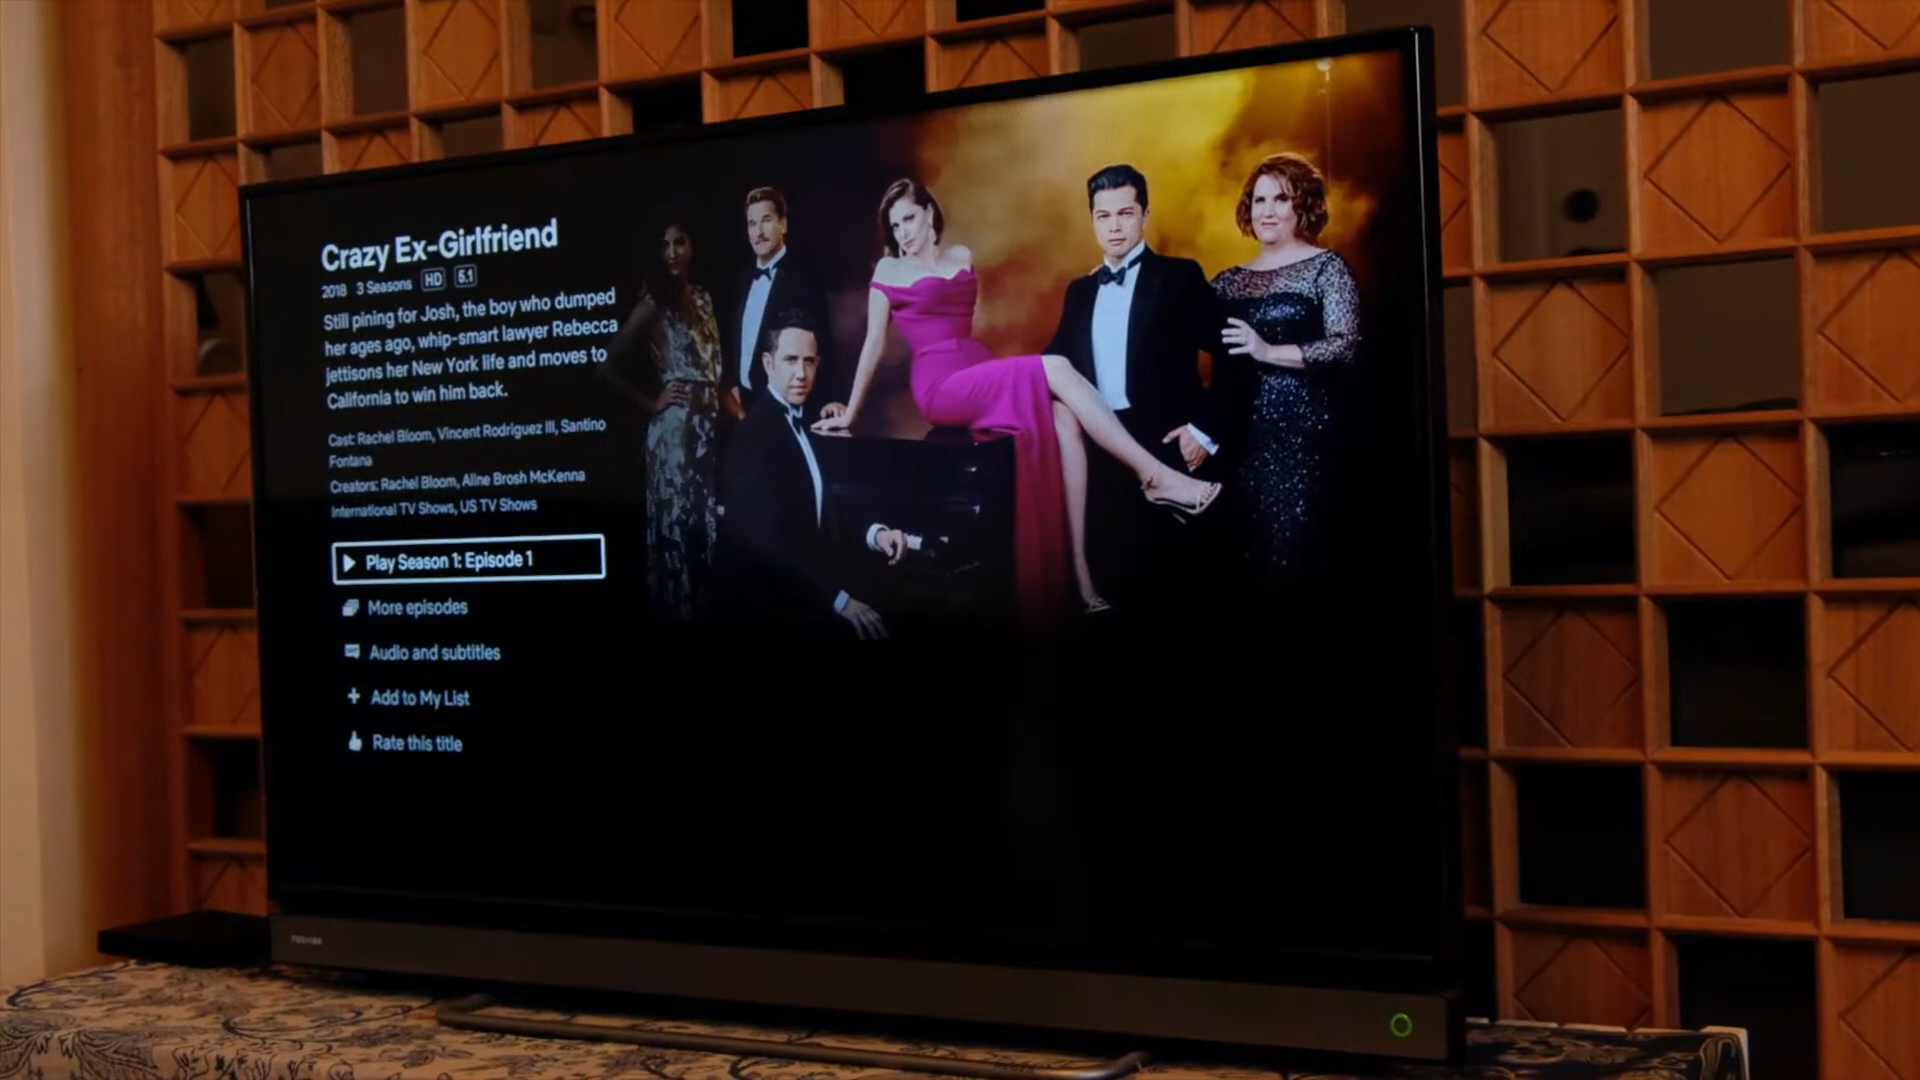 Crazy Ex-Girlfriend
2018 3 Seasons HD 5.1
Still pining for Josh, the boy who dumped
her ages ago, whip-smart lawyer Rebecca
jettisons her New York life and moves to
California to win him back.
Cast: Rachel Bloom, Vincent Rodriguez III, Santino
Fontana
Creators: Rachel Bloom, Aline Brosh McKenna
International TV Shows, US TV Shows
Play Season 1: Episode 1
More episodes
Audio and subtitles
Add to My List
Rate this title
TOSHIBA